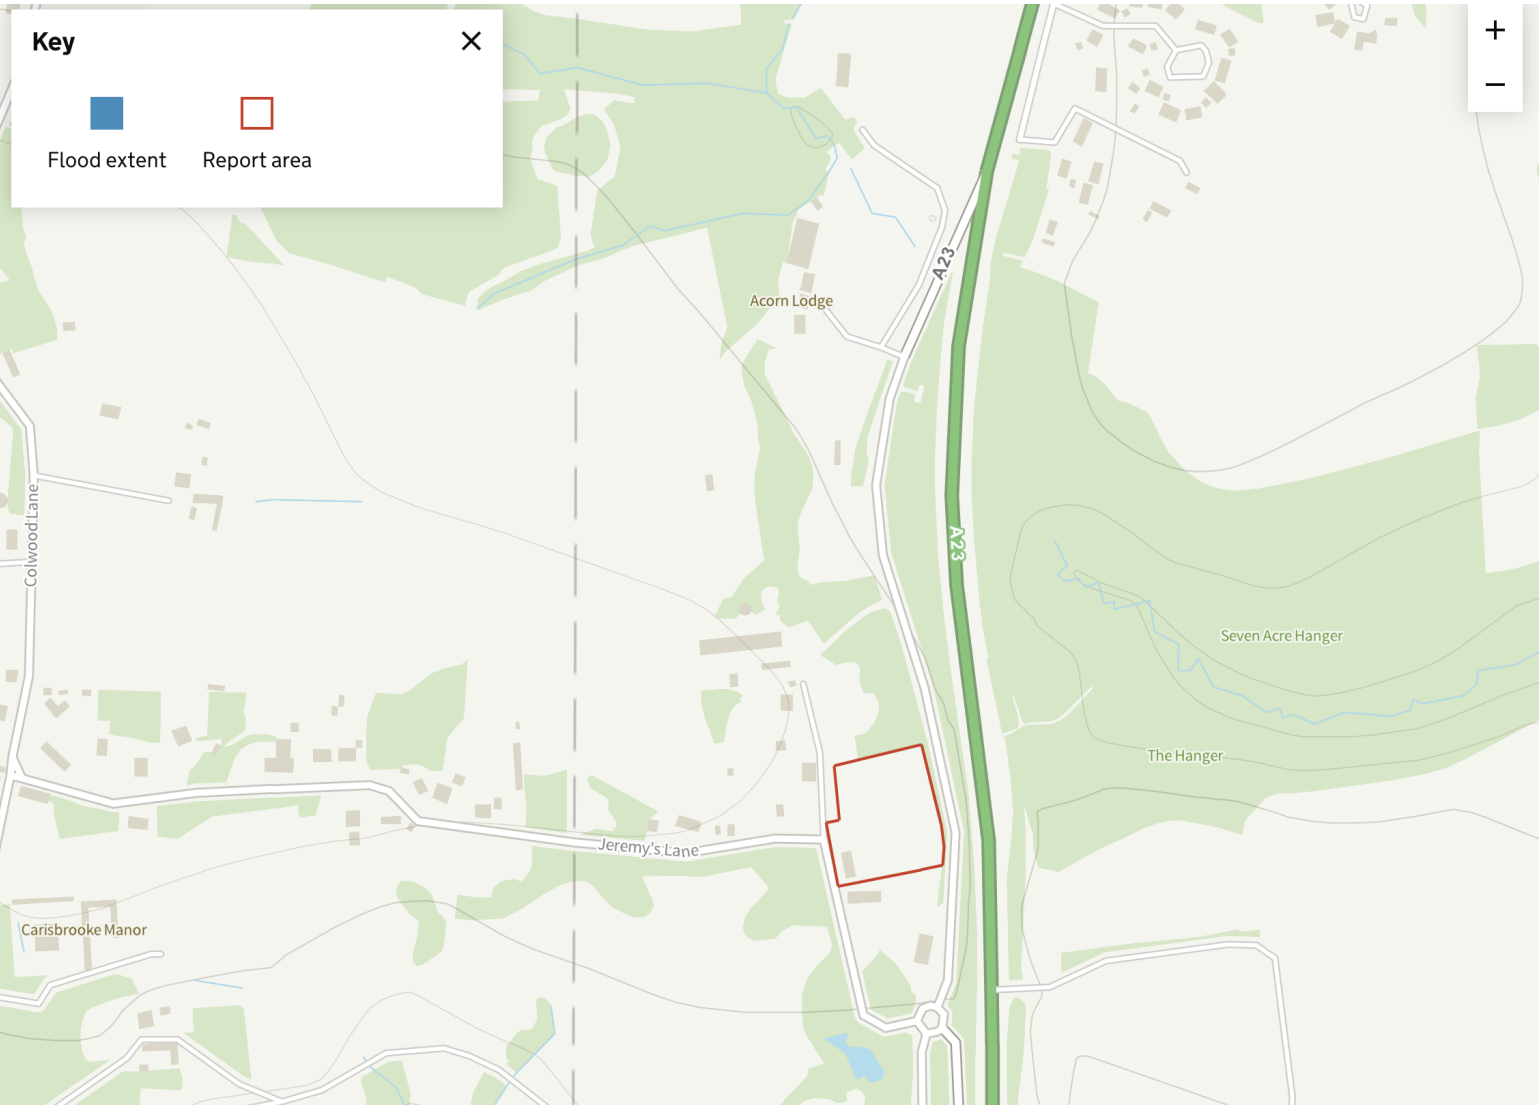 Key
Flood extent
Report area
+
−
A23
Acorn Lodge
Colwood Lane
A23
Seven Acre Hanger
The Hanger
Jeremy's Lane
Carisbrooke Manor